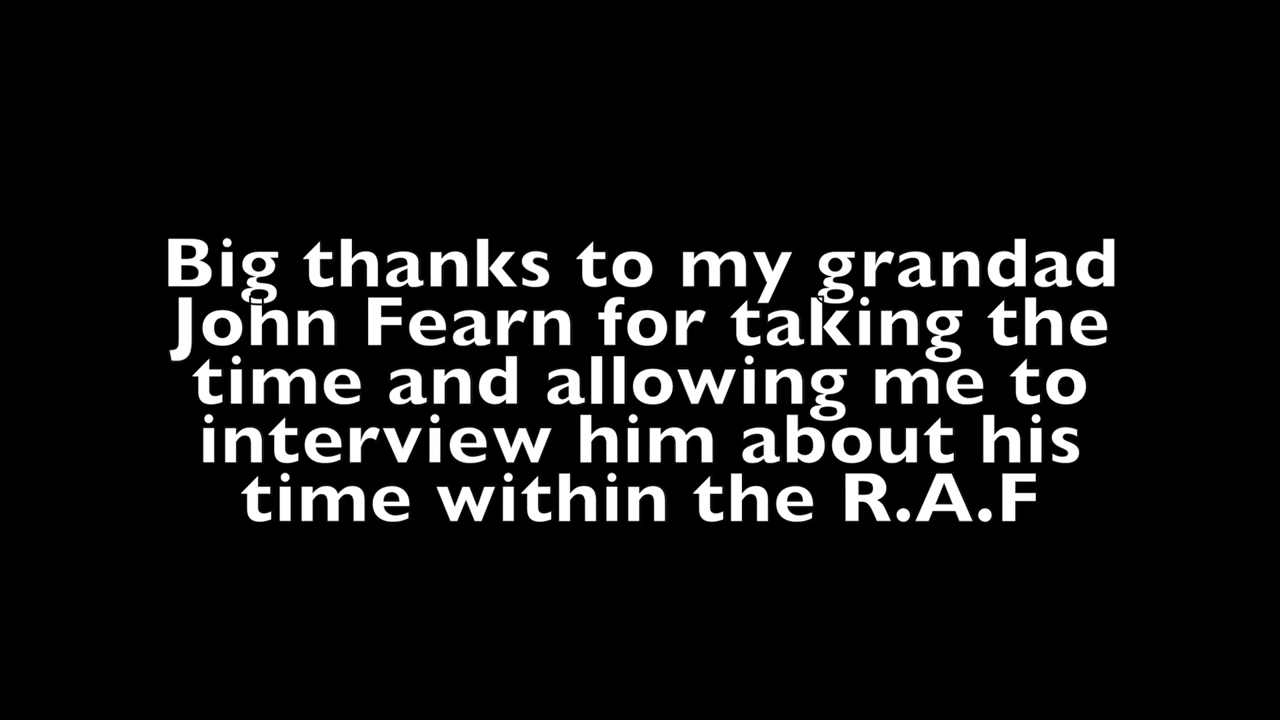 Big thanks to my grandad
John Fearn for taking the
time and allowing me to
interview him about his
time within the R.A.F